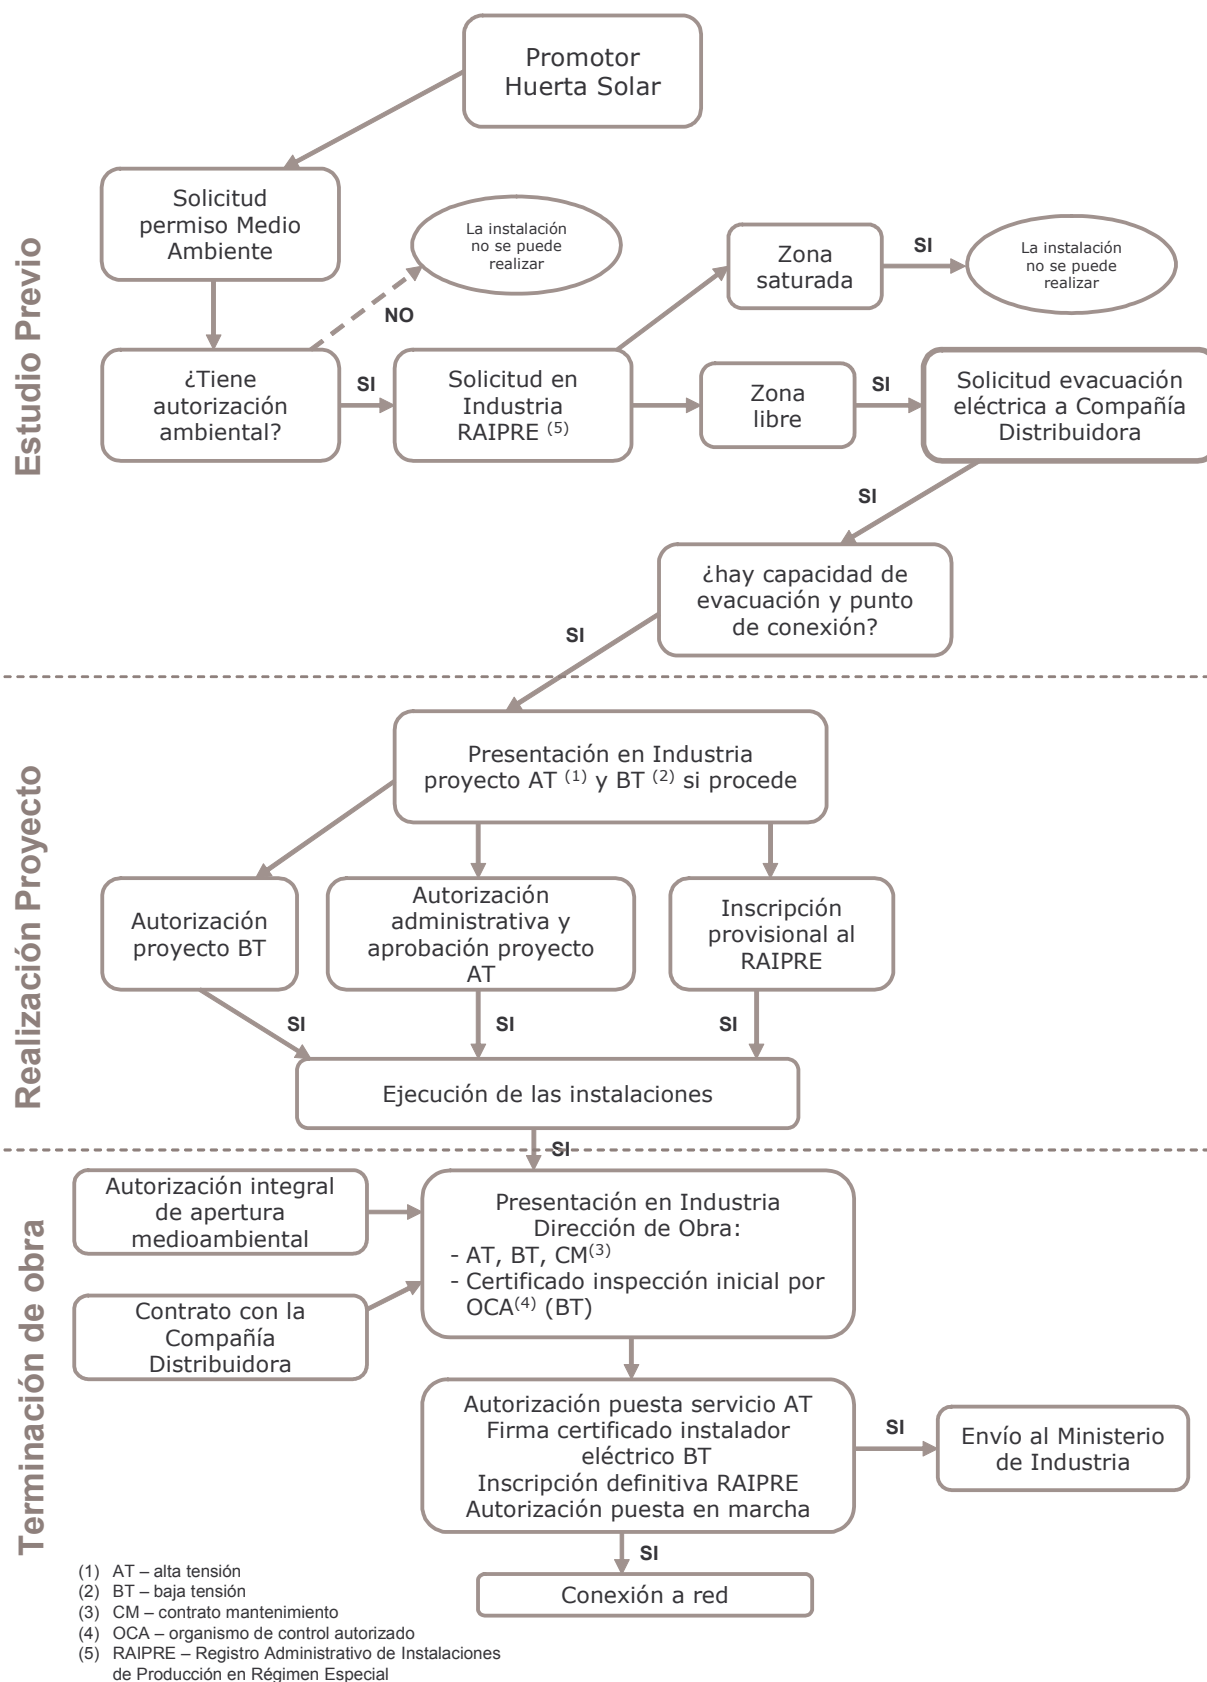 Promotor
Huerta Solar
Estudio Previo
Solicitud
permiso Medio
Ambiente
La instalación
no se puede
realizar
Zona
saturada
SI
La instalación
no se puede
realizar
NO
¿Tiene
autorización
ambiental?
SI
Solicitud en
Industria
RAIPRE (5)
Zona
libre
SI
Solicitud evacuación
eléctrica a Compañía
Distribuidora
SI
¿hay capacidad de
evacuación y punto
de conexión?
SI
Realización Proyecto
Presentación en Industria
proyecto AT (1) y BT (2) si procede
Autorización
proyecto BT
Autorización
administrativa y
aprobación proyecto
AT
Inscripción
provisional al
RAIPRE
SI
SI
SI
Ejecución de las instalaciones
SI
Terminación de obra
Autorización integral
de apertura
medioambiental
Presentación en Industria
Dirección de Obra:
- AT, BT, CM(3)
- Certificado inspección inicial por
OCA(4) (BT)
Contrato con la
Compañía
Distribuidora
Autorización puesta servicio AT
Firma certificado instalador
eléctrico BT
Inscripción definitiva RAIPRE
Autorización puesta en marcha
SI
Envío al Ministerio
de Industria
SI
Conexión a red
(1) AT – alta tensión
(2) BT – baja tensión
(3) CM – contrato mantenimiento
(4) OCA – organismo de control autorizado
(5) RAIPRE – Registro Administrativo de Instalaciones
de Producción en Régimen Especial